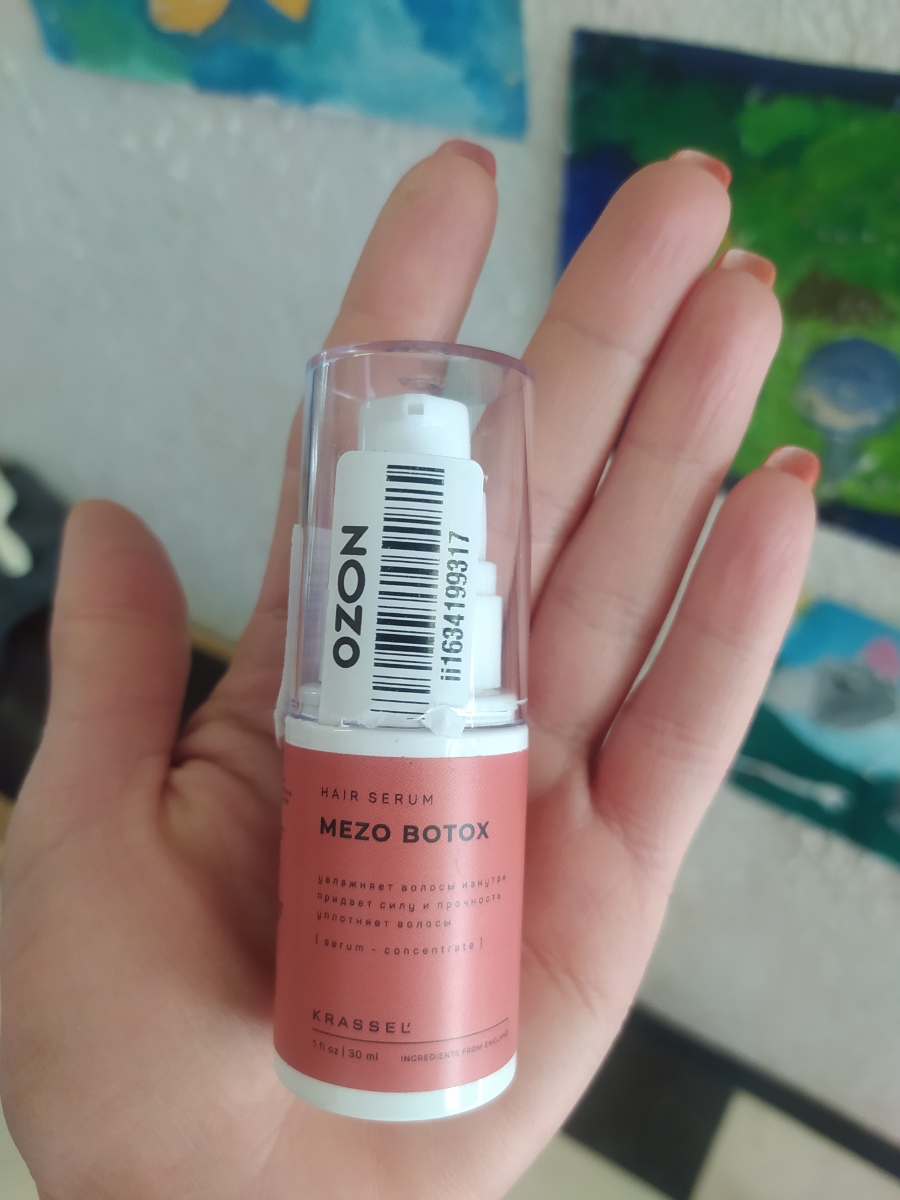 OZON
ii1634199317
HAIR SERUM
MEZO BOTOX
увлажняет волосы изнутри
придает силу и прочность
уплотняет волосы
[ serum - concentrate ]
KRASSEL'
1 fl oz | 30 ml
INGREDIENTS FROM ENGLAND